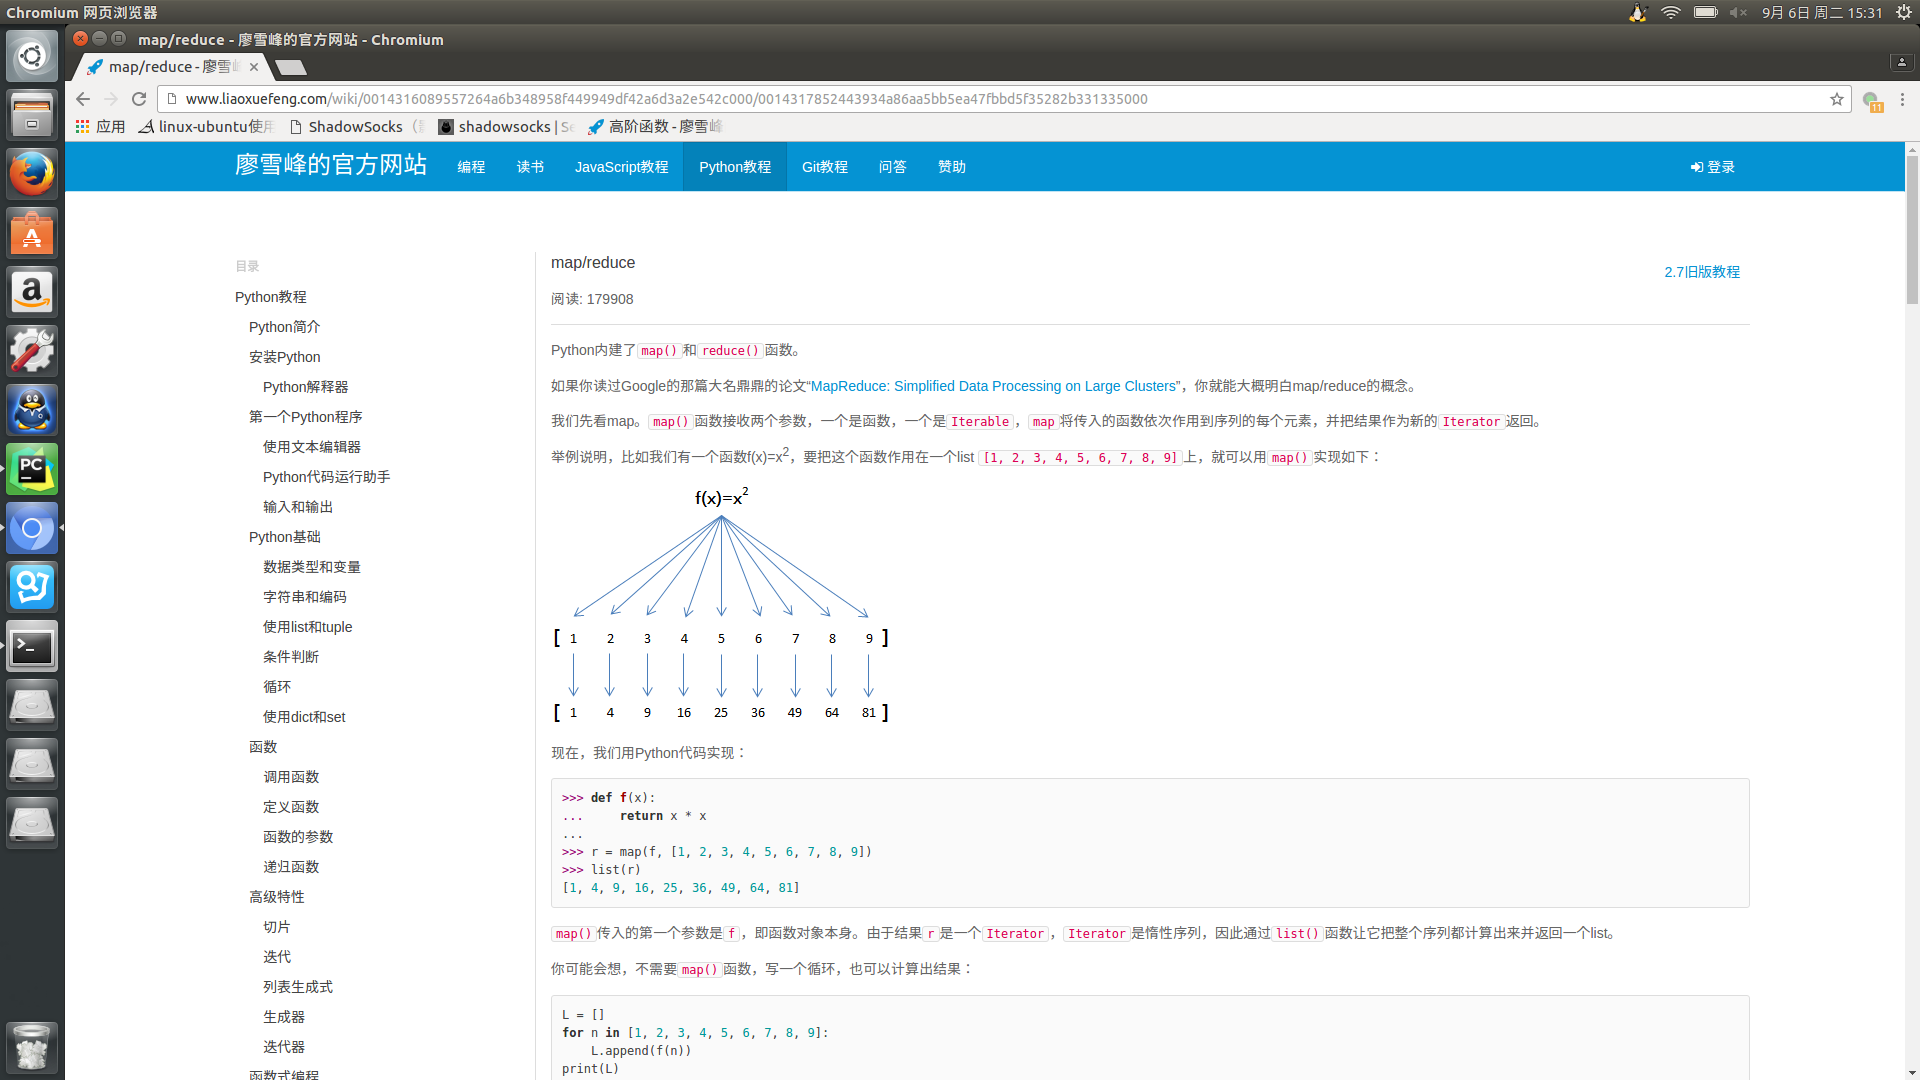 Chromium 网页浏览器
9月 6日 周二 15:31
map/reduce - 廖雪峰的官方网站 - Chromium
map/reduce - 廖雪
www.liaoxuefeng.com/wiki/0014316089557264a6b348958f449949df42a6d3a2e542c000/0014317852443934a86aa5bb5ea47fbbd5f35282b331335000
11
应用 linux-ubuntu使用 ShadowSocks shadowsocks | Se 高阶函数 - 廖雪峰
廖雪峰的官方网站 编程 读书 JavaScript教程 Python教程 Git教程 问答 赞助 登录
目录
Python教程
Python简介
安装Python
Python解释器
第一个Python程序
使用文本编辑器
Python代码运行助手
输入和输出
Python基础
数据类型和变量
字符串和编码
使用list和tuple
条件判断
循环
使用dict和set
函数
调用函数
定义函数
函数的参数
递归函数
高级特性
切片
迭代
列表生成式
生成器
迭代器
函数式编程
map/reduce
2.7旧版教程
阅读: 179908
Python内建了map()和reduce()函数。
如果你读过Google的那篇大名鼎鼎的论文“MapReduce: Simplified Data Processing on Large Clusters”，你就能大概明白map/reduce的概念。
我们先看map。map()函数接收两个参数，一个是函数，一个是Iterable，map将传入的函数依次作用到序列的每个元素，并把结果作为新的Iterator返回。
举例说明，比如我们有一个函数f(x)=x2，要把这个函数作用在一个list [1, 2, 3, 4, 5, 6, 7, 8, 9]上，就可以用map()实现如下：
f(x)=x2
[ 1 2 3 4 5 6 7 8 9 ]
[ 1 4 9 16 25 36 49 64 81 ]
现在，我们用Python代码实现：
>>> def f(x):
...     return x * x
...
>>> r = map(f, [1, 2, 3, 4, 5, 6, 7, 8, 9])
>>> list(r)
[1, 4, 9, 16, 25, 36, 49, 64, 81]
map()传入的第一个参数是f，即函数对象本身。由于结果r是一个Iterator，Iterator是惰性序列，因此通过list()函数让它把整个序列都计算出来并返回一个list。
你可能会想，不需要map()函数，写一个循环，也可以计算出结果：
L = []
for n in [1, 2, 3, 4, 5, 6, 7, 8, 9]:
    L.append(f(n))
print(L)